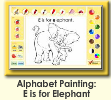 E is for elephant.
Alphabet Painting:
E is for Elephant